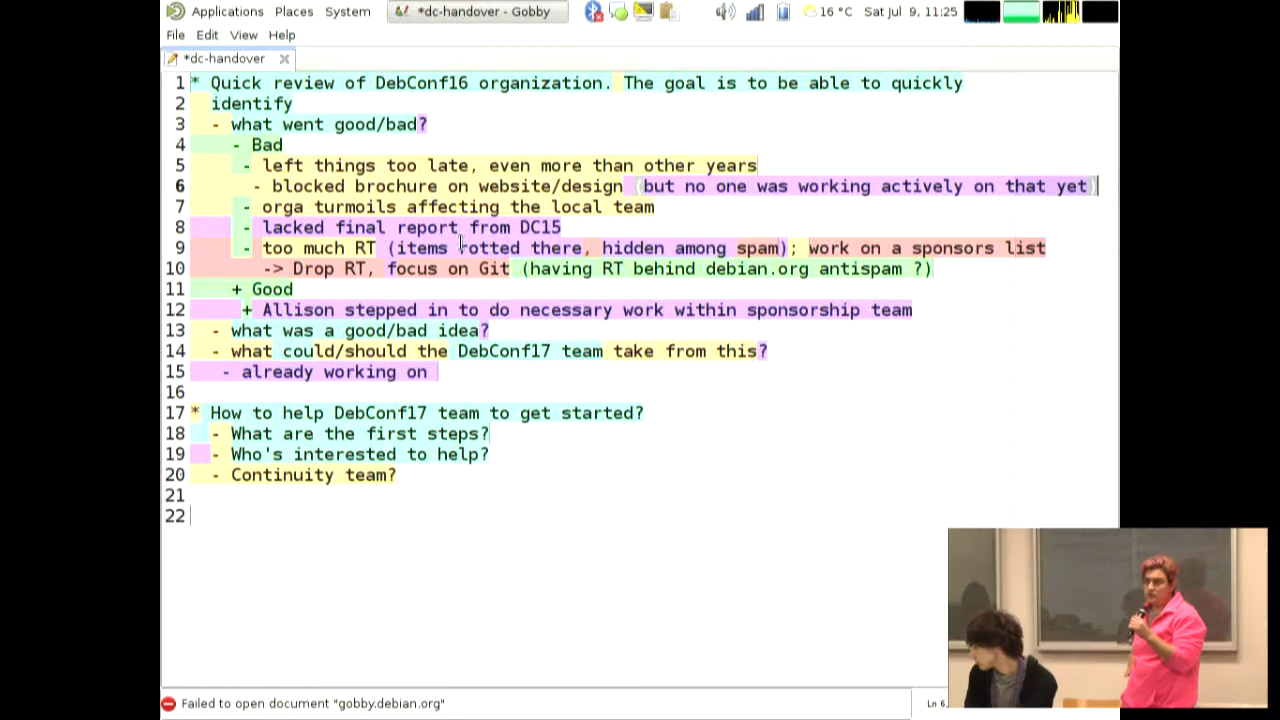 Applications Places System *dc-handover - Gobby 16 °C Sat Jul 9, 11:25
File Edit View Help
*dc-handover
1 * Quick review of DebConf16 organization. The goal is to be able to quickly
2 identify
3 - what went good/bad?
4 - Bad
5 - left things too late, even more than other years
6 - blocked brochure on website/design (but no one was working actively on that yet)
7 - orga turmoils affecting the local team
8 - lacked final report from DC15
9 - too much RT (items rotted there, hidden among spam); work on a sponsors list
10 -> Drop RT, focus on Git (having RT behind debian.org antispam ?)
11 + Good
12 + Allison stepped in to do necessary work within sponsorship team
13 - what was a good/bad idea?
14 - what could/should the DebConf17 team take from this?
15 - already working on
16
17 * How to help DebConf17 team to get started?
18 - What are the first steps?
19 - Who's interested to help?
20 - Continuity team?
21
22
Failed to open document "gobby.debian.org" Ln 6,